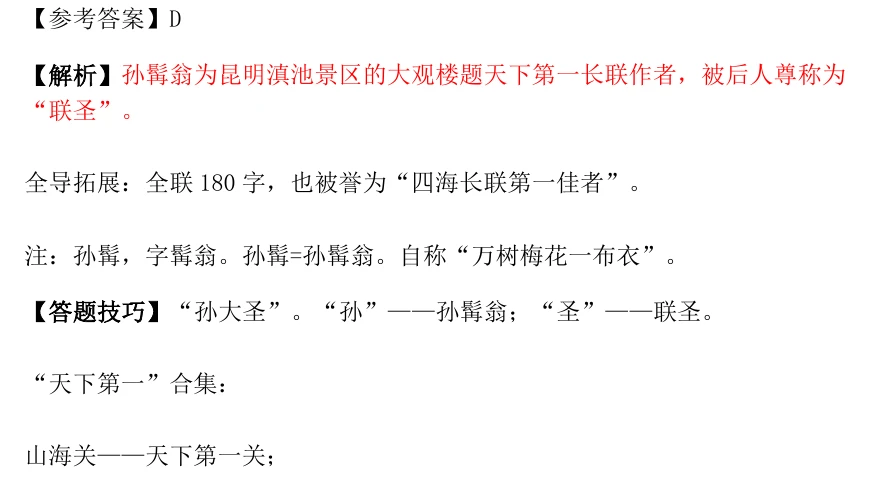 【参考答案】D
【解析】孙髯翁为昆明滇池景区的大观楼题天下第一长联作者，被后人尊称为
“联圣”。
全导拓展：全联 180 字，也被誉为“四海长联第一佳者”。
注：孙髯，字髯翁。孙髯=孙髯翁。自称“万树梅花一布衣”。
【答题技巧】“孙大圣”。“孙”——孙髯翁；“圣”——联圣。
“天下第一”合集：
山海关——天下第一关；